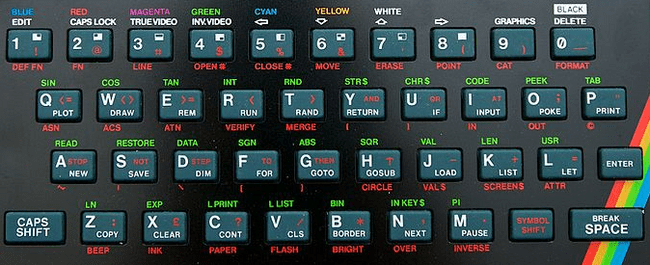 BLUE RED MAGENTA GREEN CYAN YELLOW WHITE BLACK
EDIT CAPS LOCK TRUE VIDEO INV. VIDEO GRAPHICS DELETE
1 ! 2 @ 3 # 4 $ 5 % 6 & 7 ' 8 ( 9 ) 0 _
DEF FN FN LINE OPEN # CLOSE # MOVE ERASE POINT CAT FORMAT
SIN COS TAN INT RND STR $ CHR $ CODE PEEK TAB
Q <= W <> E >= R < T > Y AND U OR I AT O ; P "
PLOT DRAW REM RUN RAND RETURN IF INPUT POKE PRINT
ASN ACS ATN VERIFY MERGE [ ] IN OUT ©
READ RESTORE DATA SGN ABS SQR VAL LEN USR
A STOP S NOT D STEP F TO G THEN H ↑ J - K + L = ENTER
NEW SAVE DIM FOR GOTO GOSUB LOAD LIST LET
~ | \ { } CIRCLE VAL $ SCREEN $ ATTR
LN EXP L PRINT L LIST BIN IN KEY $ PI
CAPS SHIFT Z : X £ C ? V / B * N , M . SYMBOL SHIFT BREAK SPACE
COPY CLEAR CONT CLS BORDER NEXT PAUSE
BEEP INK PAPER FLASH BRIGHT OVER INVERSE